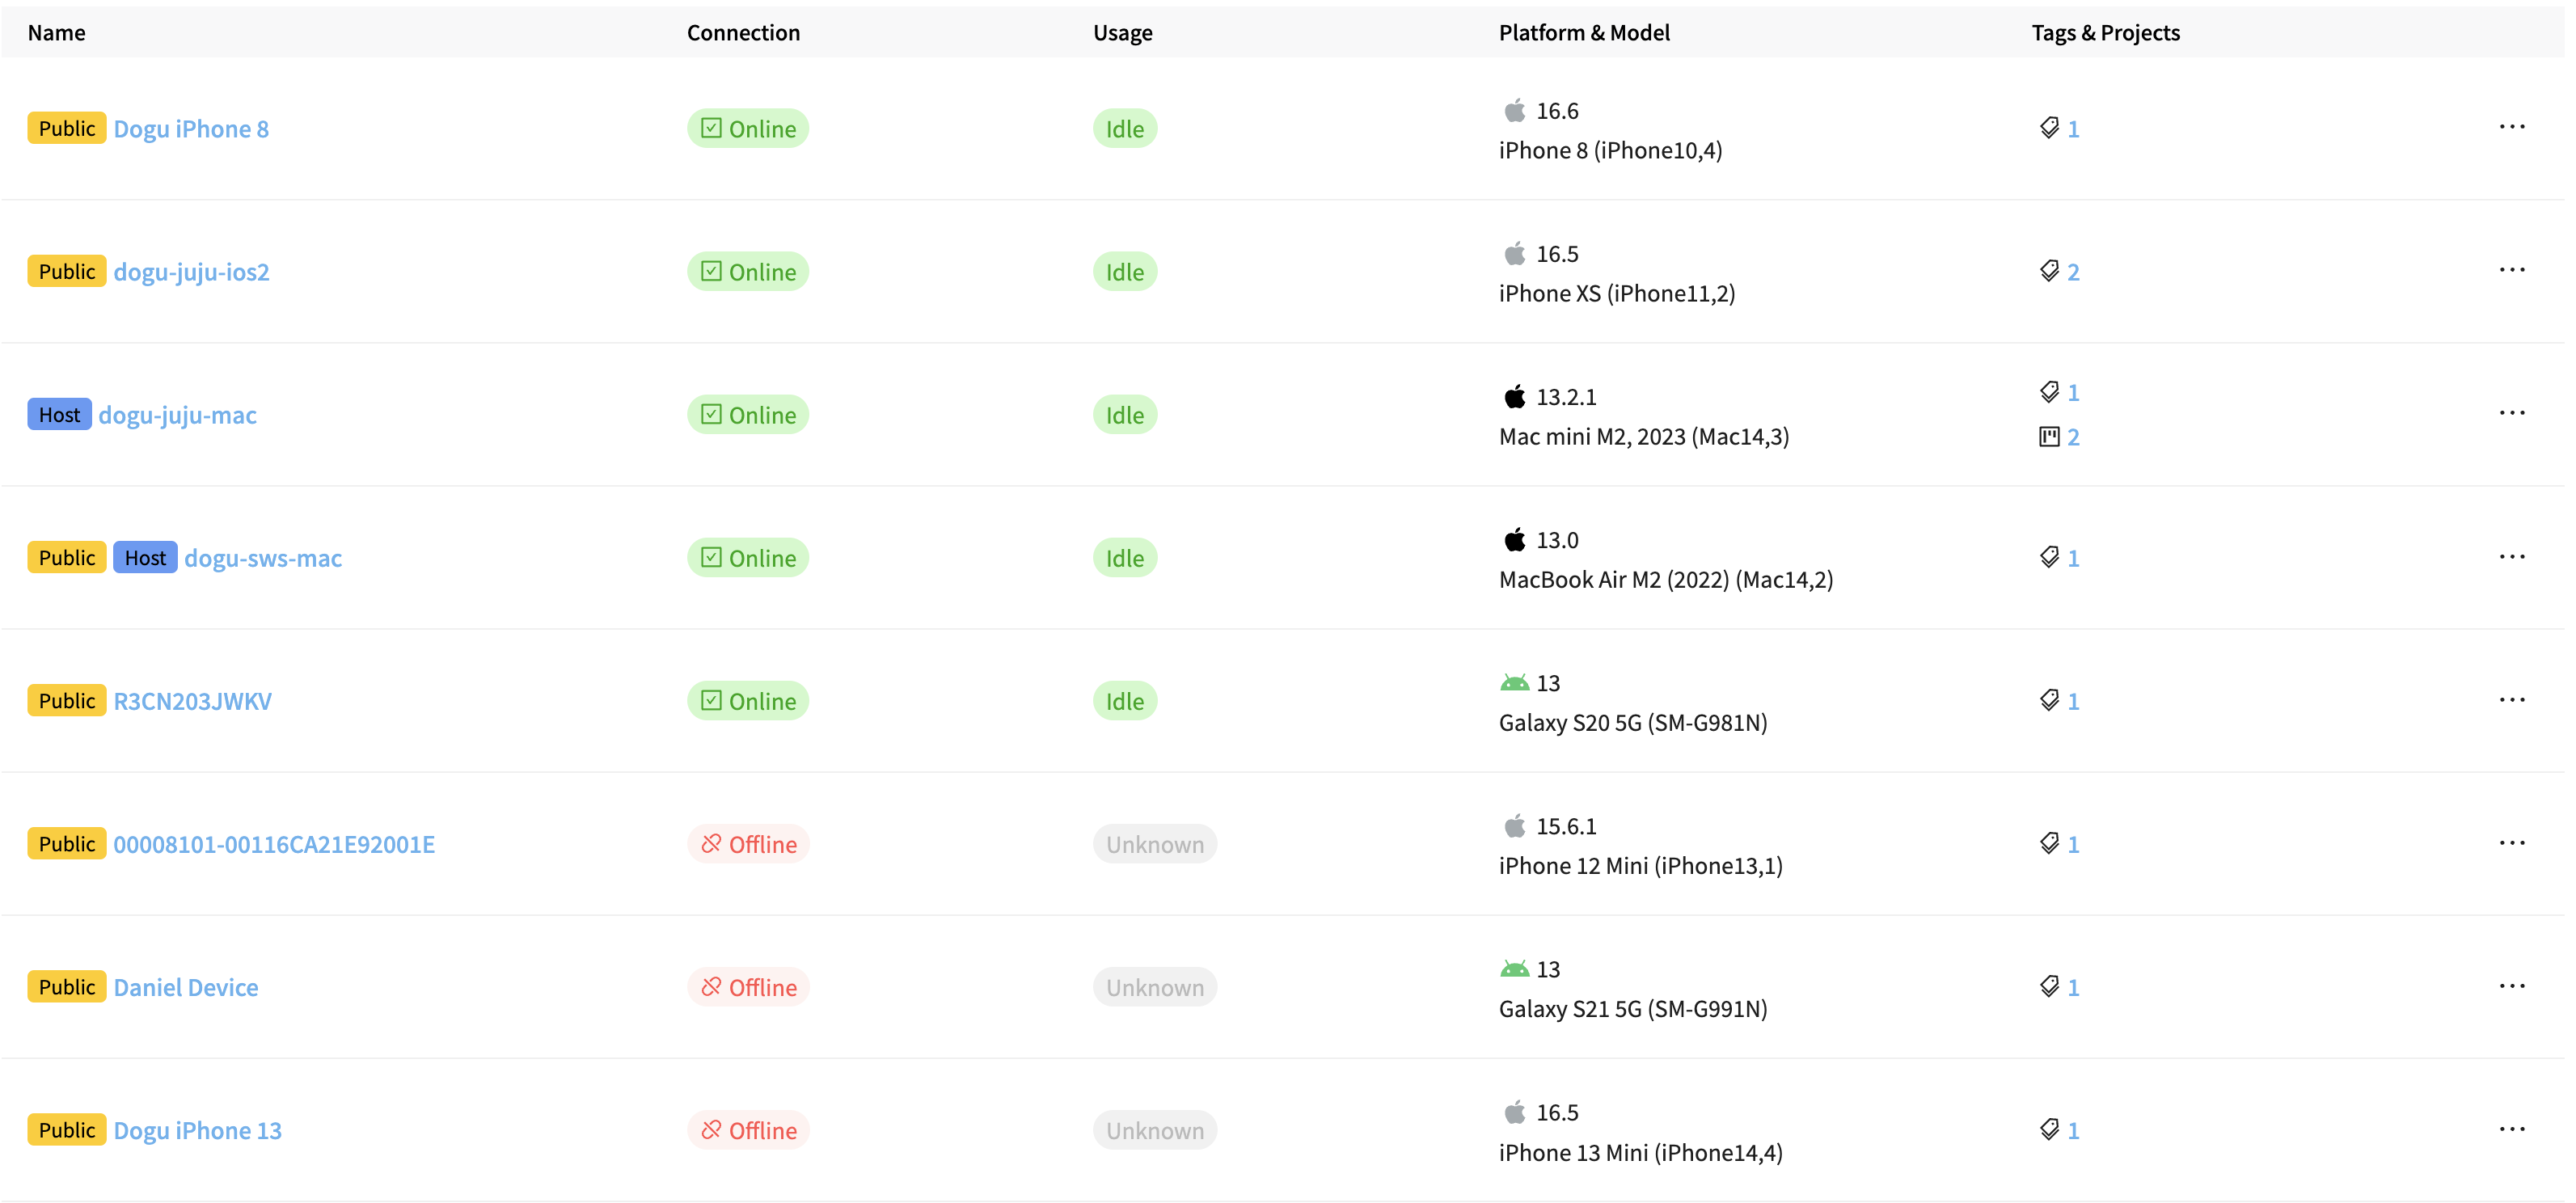 Name Connection Usage Platform & Model Tags & Projects
Public Dogu iPhone 8 Online Idle 16.6 1 ...
iPhone 8 (iPhone10,4)
Public dogu-juju-ios2 Online Idle 16.5 2 ...
iPhone XS (iPhone11,2)
Host dogu-juju-mac Online Idle 13.2.1 1 ...
Mac mini M2, 2023 (Mac14,3) 2
Public Host dogu-sws-mac Online Idle 13.0 1 ...
MacBook Air M2 (2022) (Mac14,2)
Public R3CN203JWKV Online Idle 13 1 ...
Galaxy S20 5G (SM-G981N)
Public 00008101-00116CA21E92001E Offline Unknown 15.6.1 1 ...
iPhone 12 Mini (iPhone13,1)
Public Daniel Device Offline Unknown 13 1 ...
Galaxy S21 5G (SM-G991N)
Public Dogu iPhone 13 Offline Unknown 16.5 1 ...
iPhone 13 Mini (iPhone14,4)